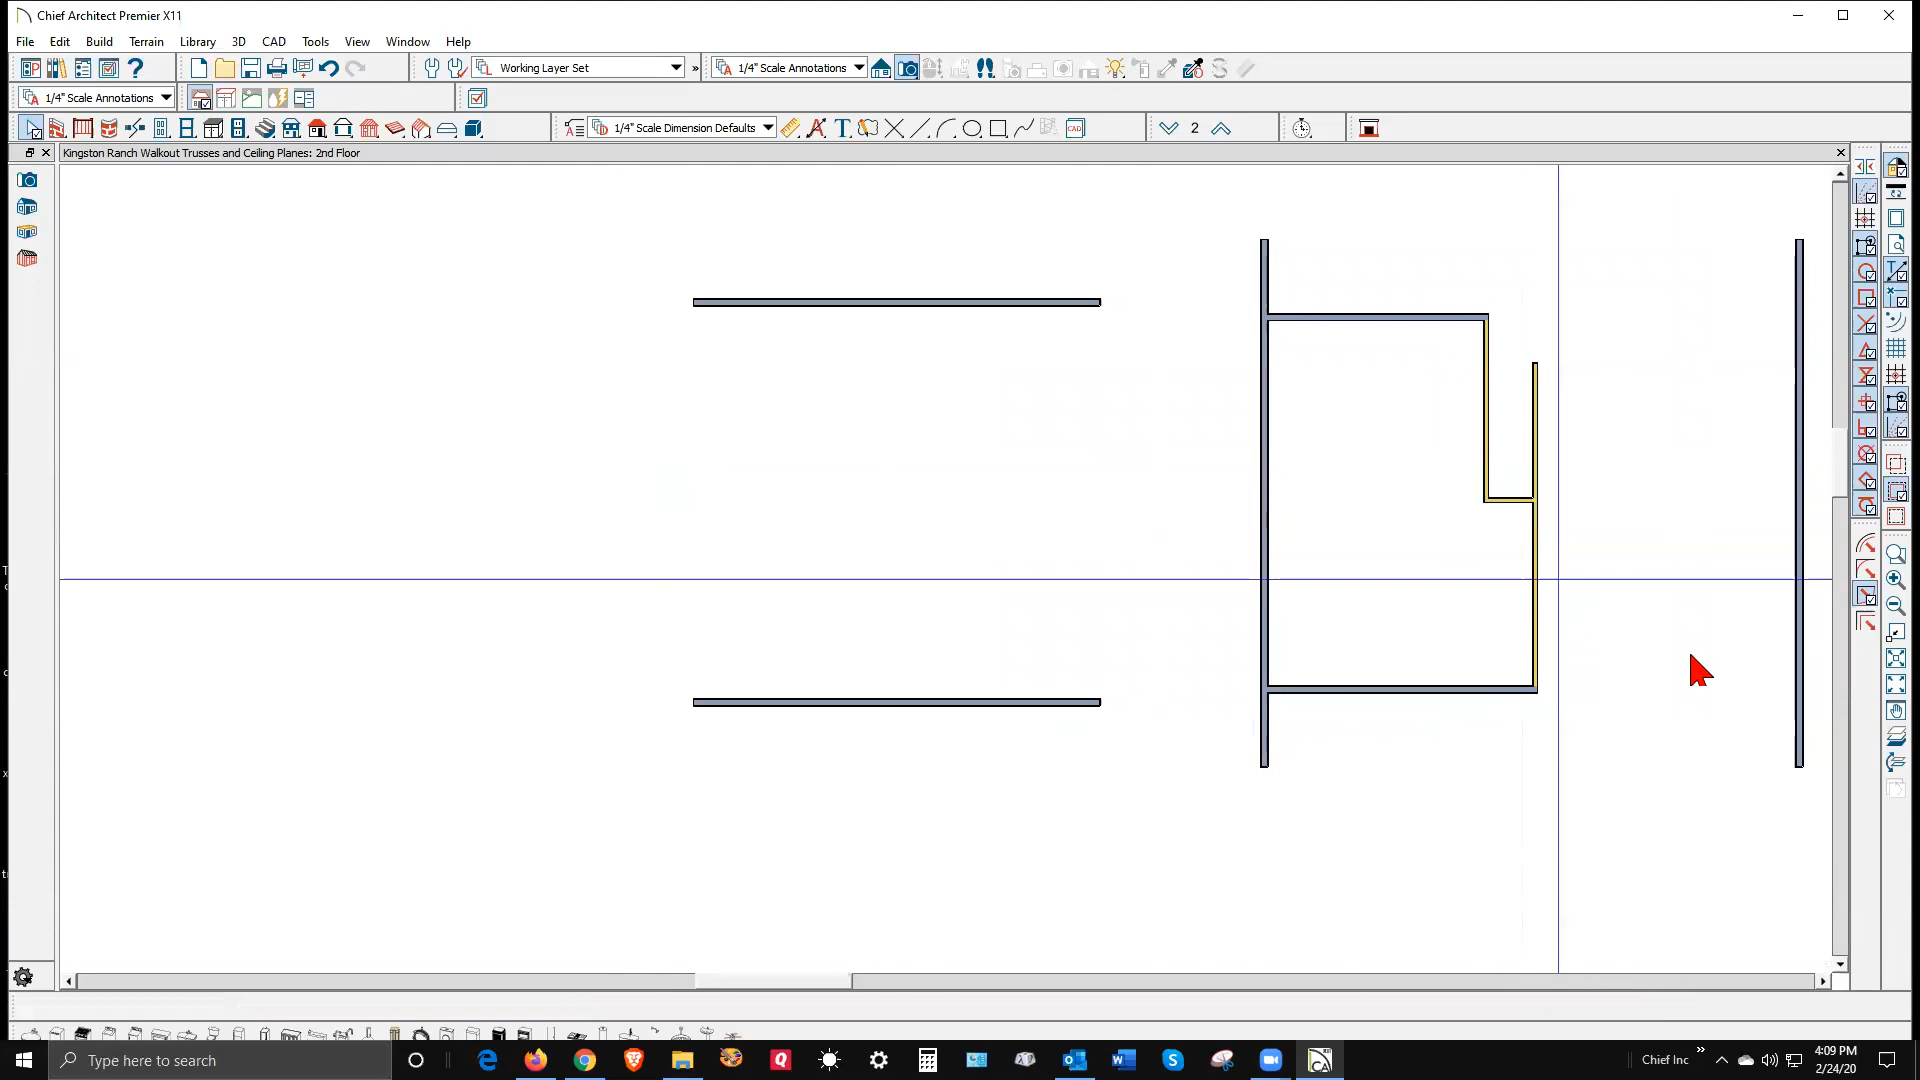 Chief Architect Premier X11
File Edit Build Terrain Library 3D CAD Tools View Window Help
Working Layer Set » 1/4" Scale Annotations
1/4" Scale Annotations
1/4" Scale Dimension Defaults 2
Kingston Ranch Walkout Trusses and Ceiling Planes: 2nd Floor
Type here to search
Chief Inc »
4:09 PM
2/24/20